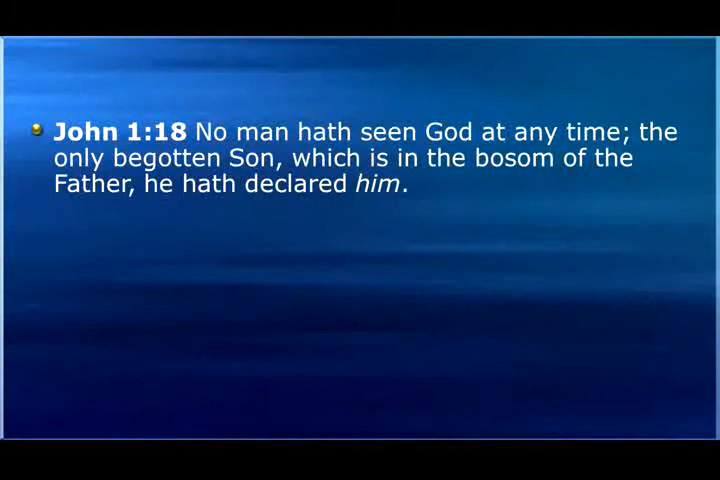 John 1:18 No man hath seen God at any time; the
only begotten Son, which is in the bosom of the
Father, he hath declared him.